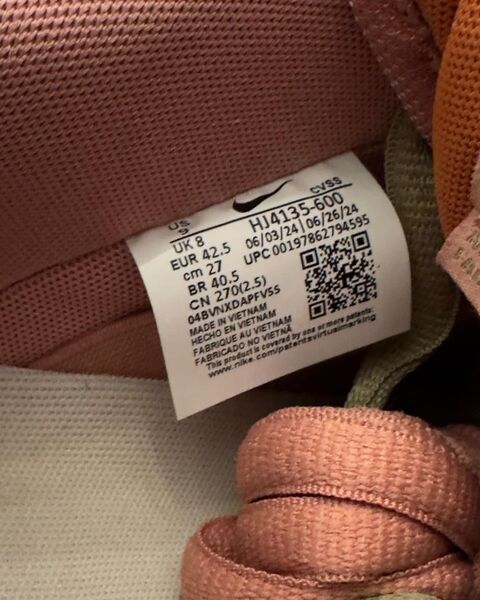 US 9
CVSS
UK 8
HJ4135-600
EUR 42.5
06/03/24 06/26/24
cm 27
UPC 00197862794595
BR 40.5
CN 270(2.5)
04BVNXDAPFVSS
MADE IN VIETNAM
HECHO EN VIETNAM
FABRIQUE AU VIETNAM
FABRICADO NO VIETNÃ
This product is covered by one or more patents:
www.nike.com/patentsvirtualmarking